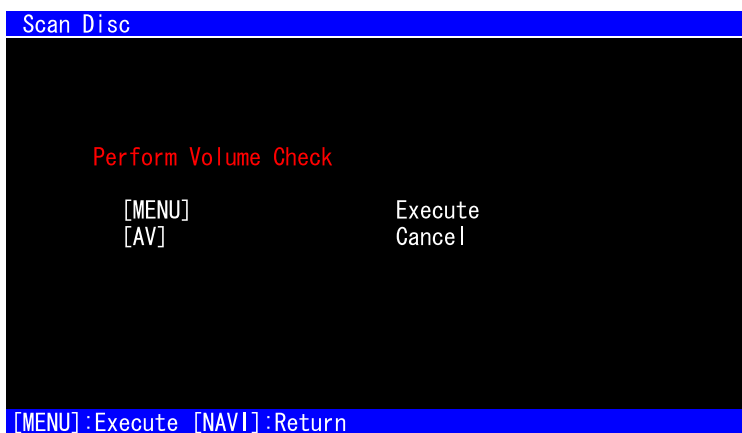 Scan Disc
Perform Volume Check
[MENU] Execute
[AV] Cancel
[MENU]:Execute [NAVI]:Return